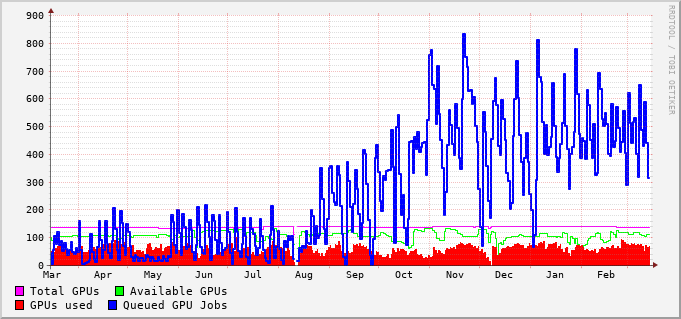 900
800
700
600
500
400
300
200
100
0
Mar Apr May Jun Jul Aug Sep Oct Nov Dec Jan Feb
Total GPUs Available GPUs
GPUs used Queued GPU Jobs
RRDTOOL / TOBI OETIKER